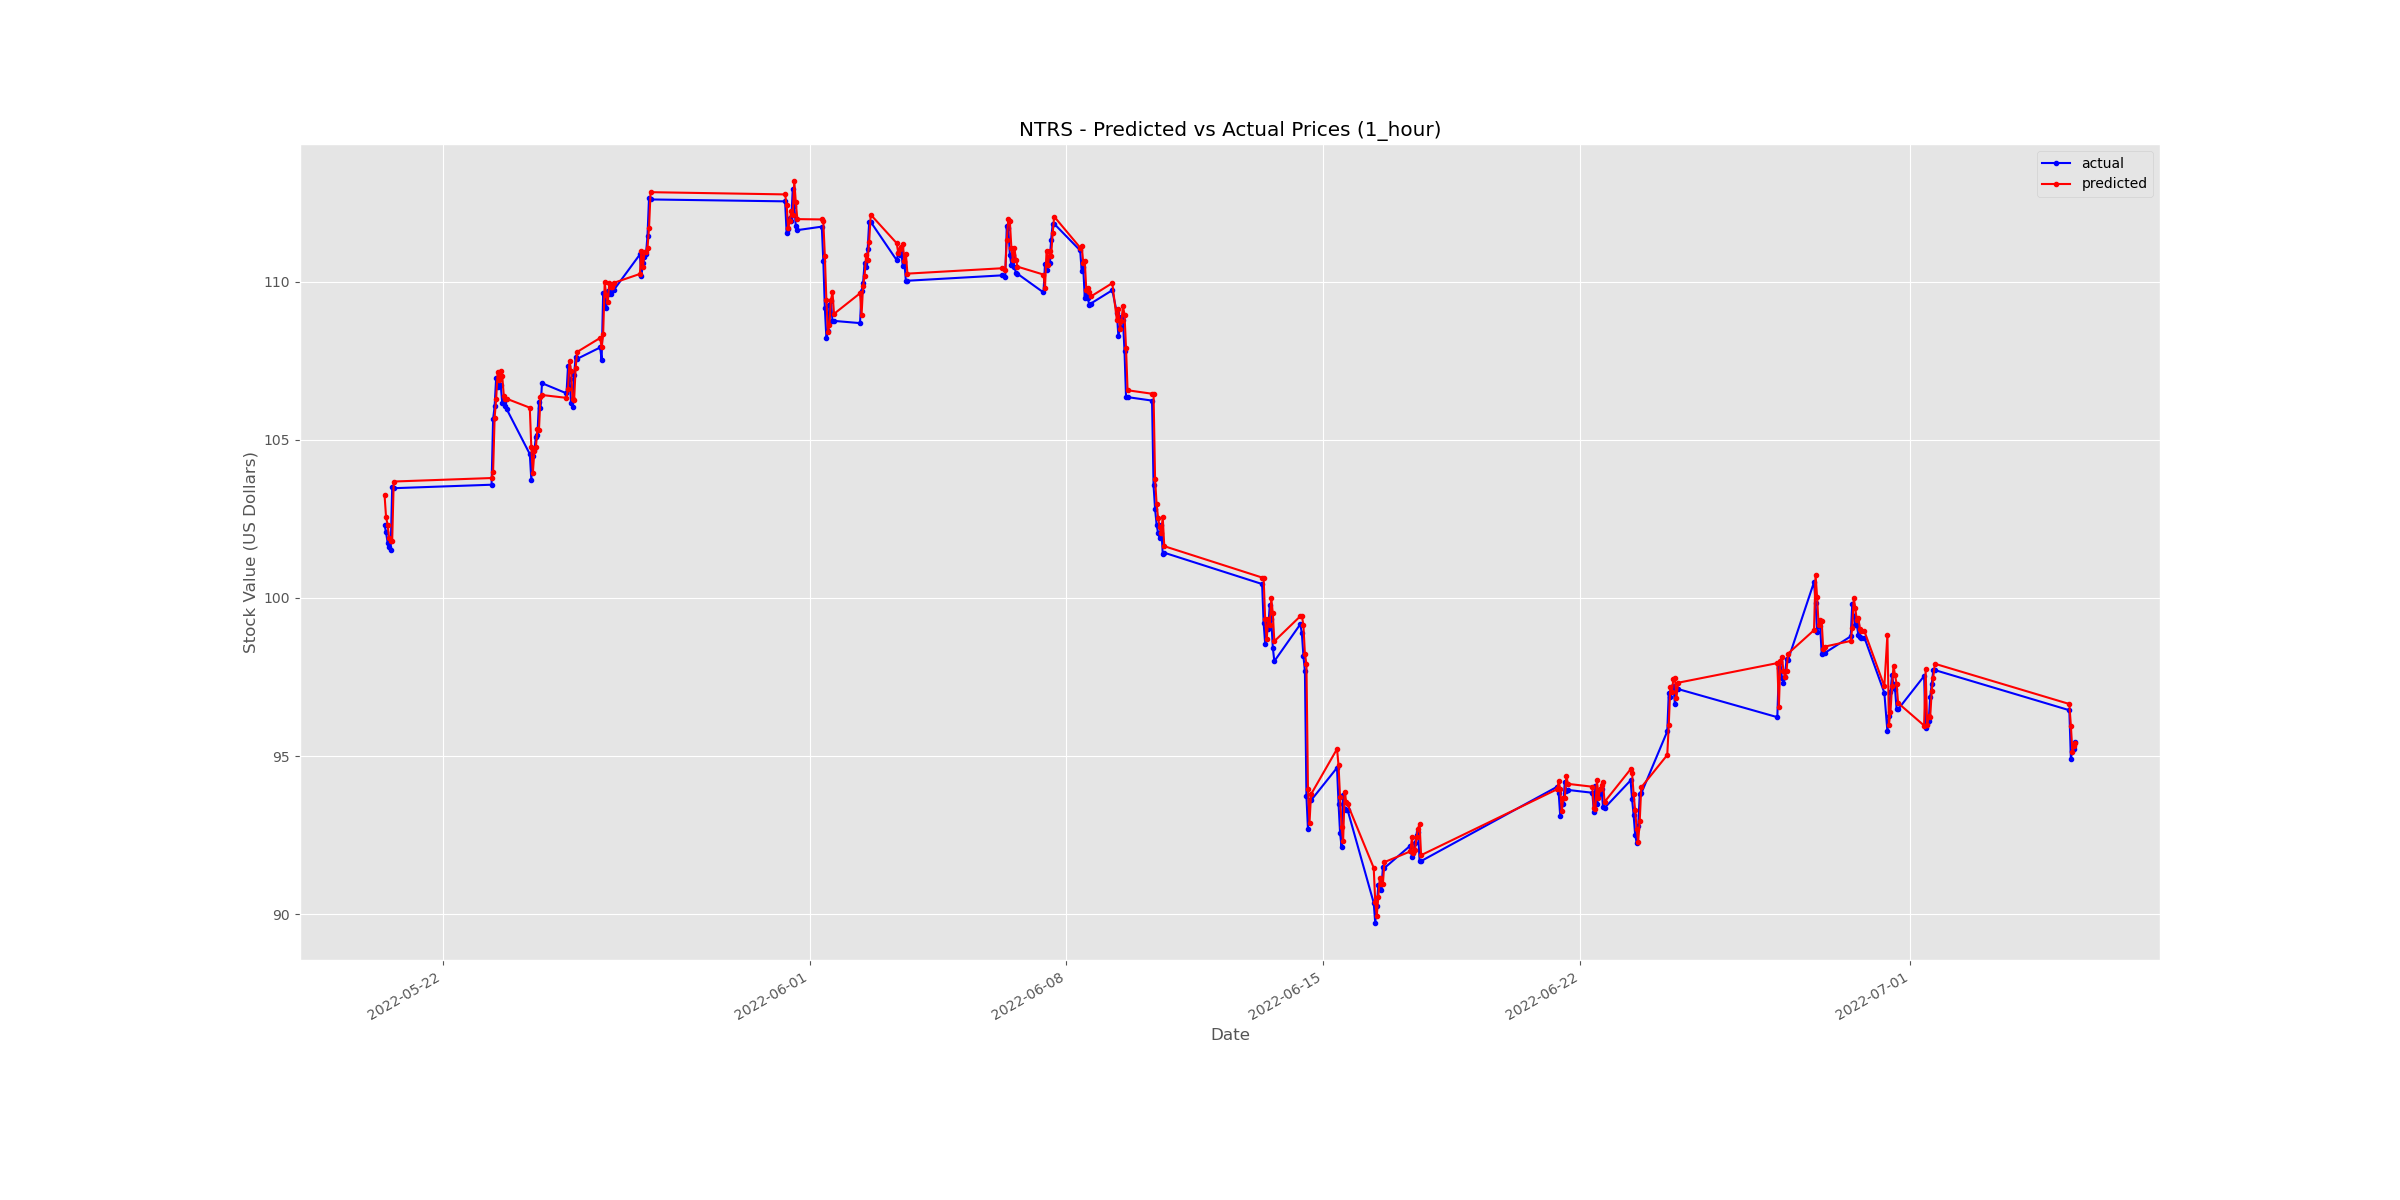 NTRS - Predicted vs Actual Prices (1_hour)
actual
predicted
Stock Value (US Dollars)
110
105
100
95
90
2022-05-22
2022-06-01
2022-06-08
2022-06-15
2022-06-22
2022-07-01
Date